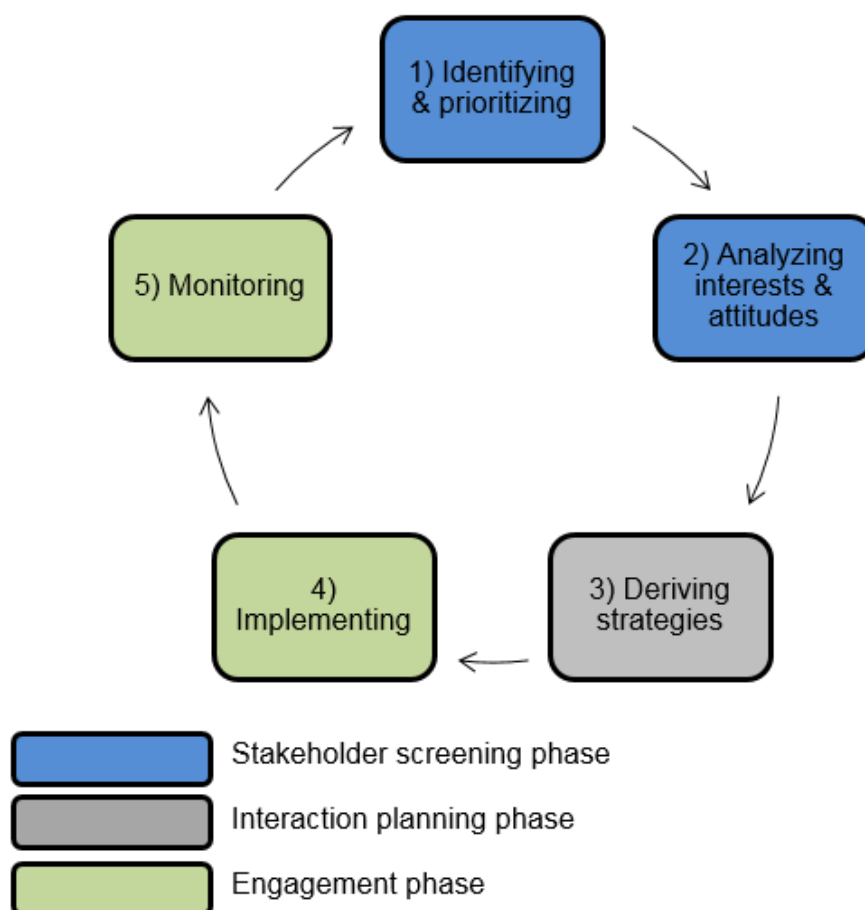 1) Identifying
& prioritizing
2) Analyzing
interests &
attitudes
3) Deriving
strategies
4)
Implementing
5) Monitoring
Stakeholder screening phase
Interaction planning phase
Engagement phase